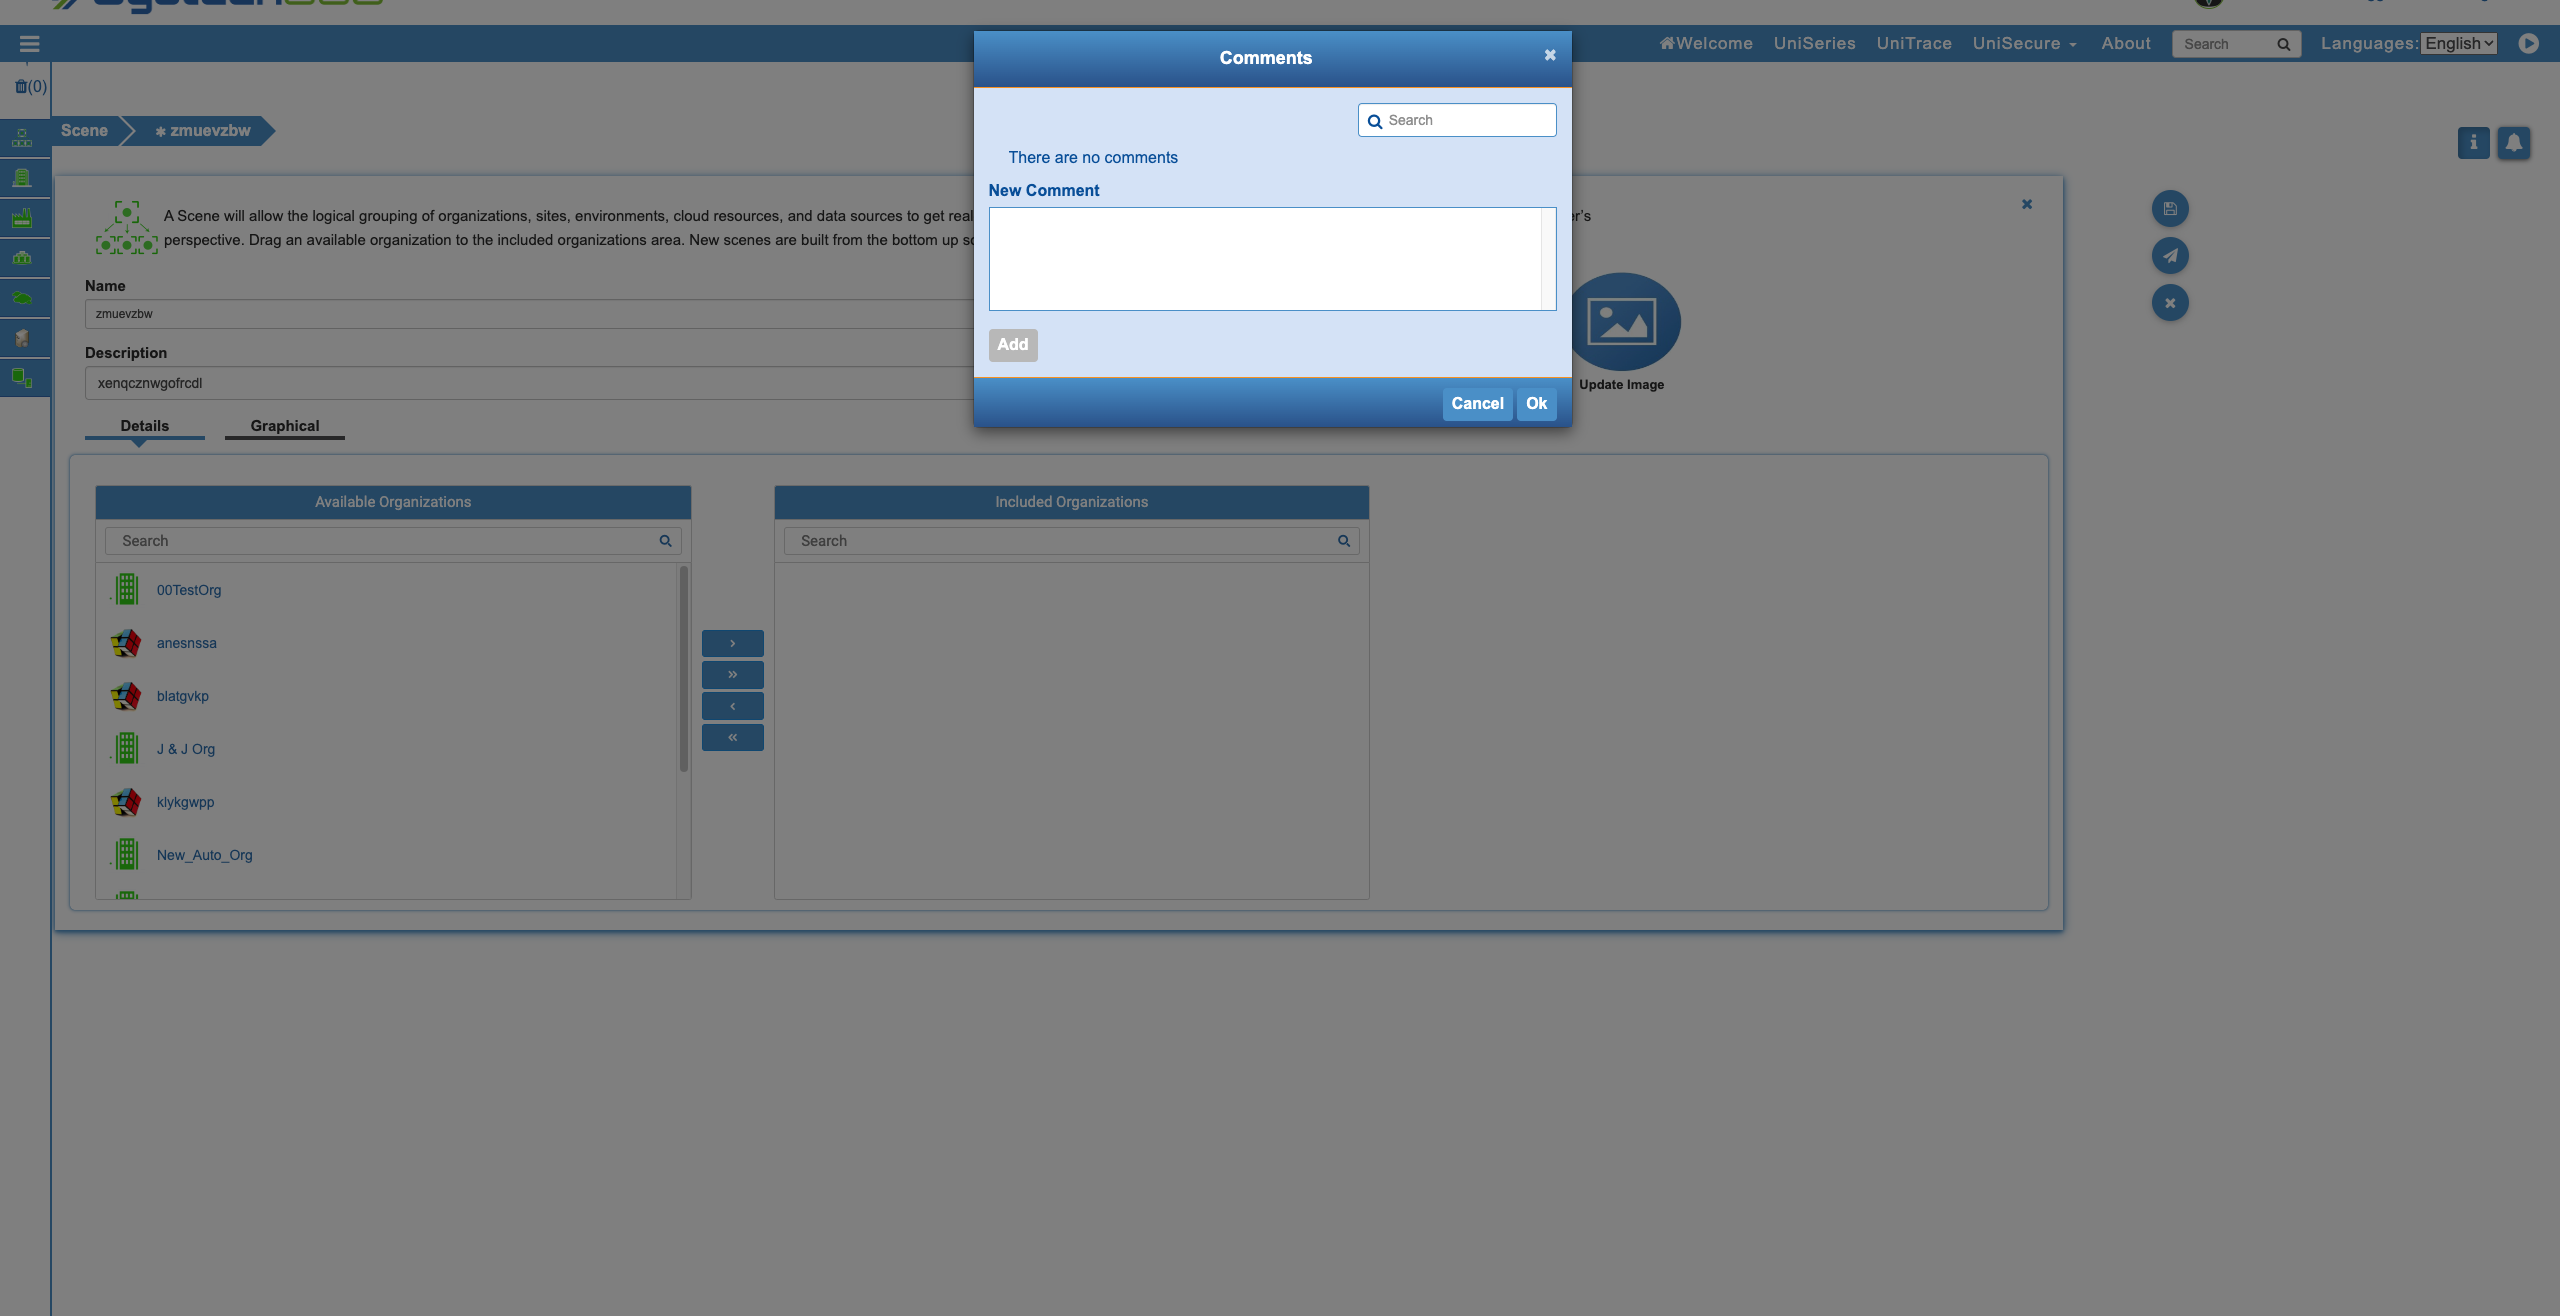 Welcome UniSeries UniTrace UniSecure About Search Languages: English
(0)
Comments
Search
There are no comments
New Comment
Add
Cancel Ok
Scene zmuevzbw
A Scene will allow the logical grouping of organizations, sites, environments, cloud resources, and data sources to get real
er's
perspective. Drag an available organization to the included organizations area. New scenes are built from the bottom up so
Name
zmuevzbw
Description
xenqcznwgofrcdl
Update Image
Details Graphical
Available Organizations
Search
00TestOrg
anesnssa
blatgvkp
J & J Org
klykgwpp
New_Auto_Org
Included Organizations
Search